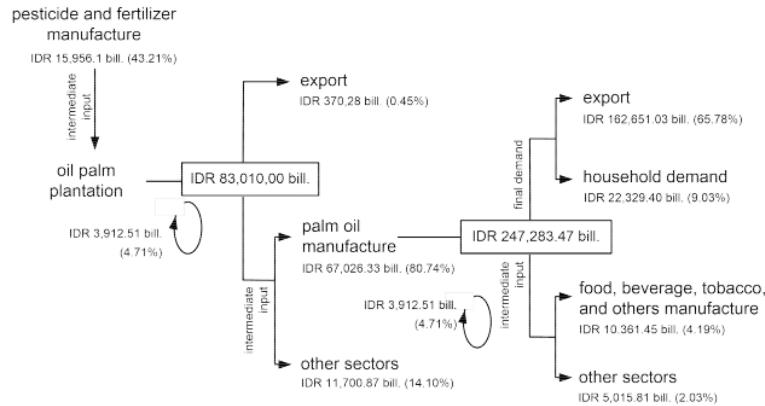 pesticide and fertilizer
manufacture
IDR 15,956.1 bill. (43.21%)
intermediate
input
oil palm
plantation
IDR 83,010,00 bill.
IDR 3,912.51 bill.
(4.71%)
export
IDR 370,28 bill. (0.45%)
intermediate
input
palm oil
manufacture
IDR 67,026.33 bill. (80.74%)
other sectors
IDR 11,700.87 bill. (14.10%)
IDR 247,283.47 bill.
IDR 3,912.51 bill.
(4.71%)
final demand
export
IDR 162,651.03 bill. (65.78%)
household demand
IDR 22,329.40 bill. (9.03%)
intermediate
input
food, beverage, tobacco,
and others manufacture
IDR 10.361.45 bill. (4.19%)
other sectors
IDR 5,015.81 bill. (2.03%)